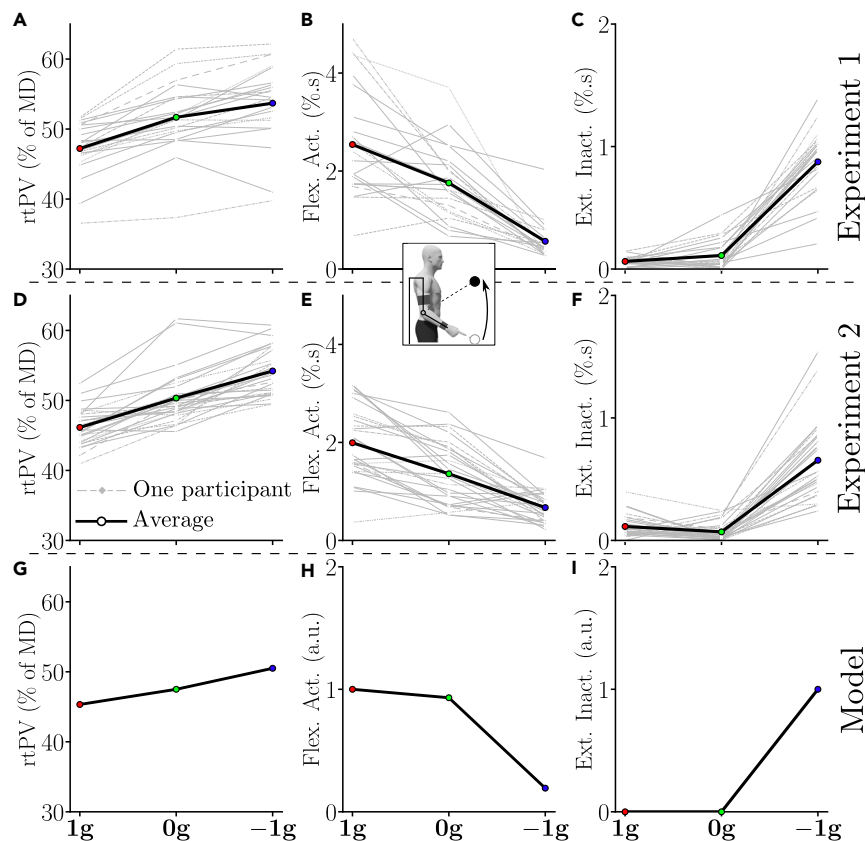 A
B
C
rtPV (% of MD)
60
50
40
30
Flex. Act. (%.s)
4
2
0
Ext. Inact. (%.s)
2
1
0
Experiment 1
D
E
F
rtPV (% of MD)
60
50
40
30
One participant
Average
Flex. Act. (%.s)
4
2
0
Ext. Inact. (%.s)
2
1
0
Experiment 2
G
H
I
rtPV (% of MD)
60
50
40
30
1g 0g −1g
Flex. Act. (a.u.)
2
1
0
1g 0g −1g
Ext. Inact. (a.u.)
2
1
0
1g 0g −1g
Model